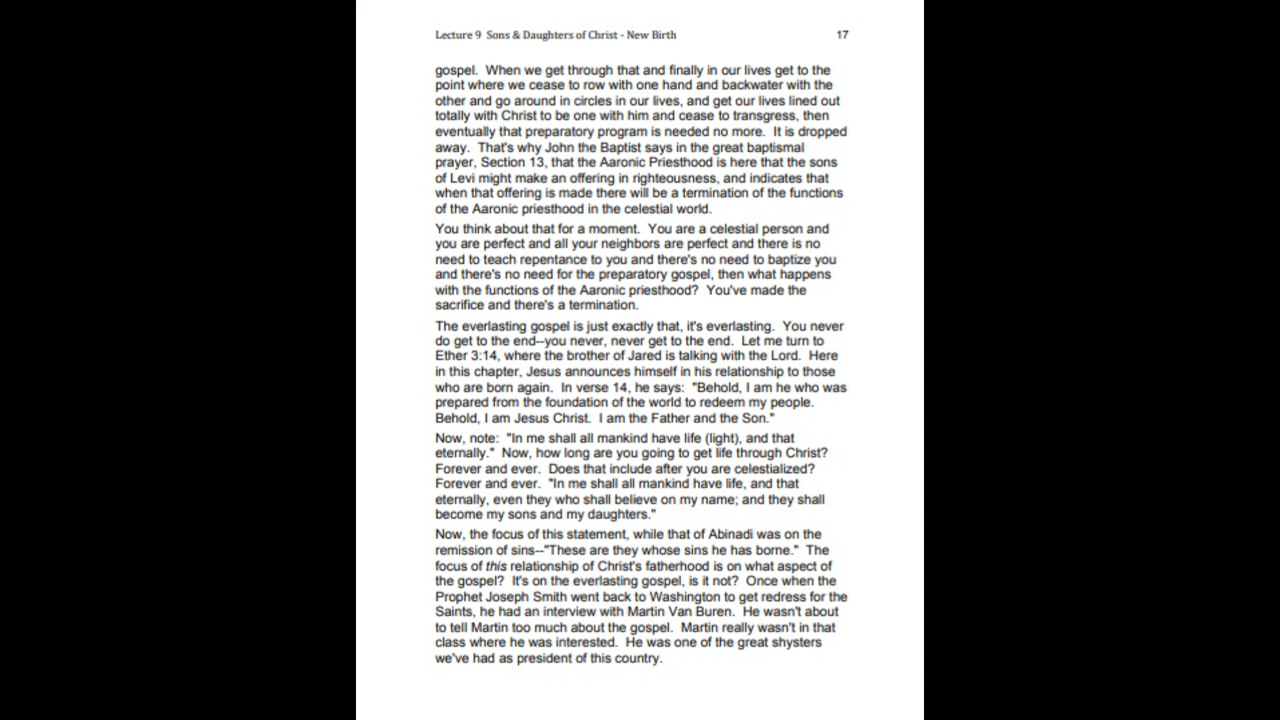 Lecture 9 Sons & Daughters of Christ - New Birth 17
gospel. When we get through that and finally in our lives get to the
point where we cease to row with one hand and backwater with the
other and go around in circles in our lives, and get our lives lined out
totally with Christ to be one with him and cease to transgress, then
eventually that preparatory program is needed no more. It is dropped
away. That's why John the Baptist says in the great baptismal
prayer, Section 13, that the Aaronic Priesthood is here that the sons
of Levi might make an offering in righteousness, and indicates that
when that offering is made there will be a termination of the functions
of the Aaronic priesthood in the celestial world.
You think about that for a moment. You are a celestial person and
you are perfect and all your neighbors are perfect and there is no
need to teach repentance to you and there's no need to baptize you
and there's no need for the preparatory gospel, then what happens
with the functions of the Aaronic priesthood? You've made the
sacrifice and there's a termination.
The everlasting gospel is just exactly that, it's everlasting. You never
do get to the end--you never, never get to the end. Let me turn to
Ether 3:14, where the brother of Jared is talking with the Lord. Here
in this chapter, Jesus announces himself in his relationship to those
who are born again. In verse 14, he says: "Behold, I am he who was
prepared from the foundation of the world to redeem my people.
Behold, I am Jesus Christ. I am the Father and the Son."
Now, note: "In me shall all mankind have life (light), and that
eternally." Now, how long are you going to get life through Christ?
Forever and ever. Does that include after you are celestialized?
Forever and ever. "In me shall all mankind have life, and that
eternally, even they who shall believe on my name; and they shall
become my sons and my daughters."
Now, the focus of this statement, while that of Abinadi was on the
remission of sins--"These are they whose sins he has borne." The
focus of this relationship of Christ's fatherhood is on what aspect of
the gospel? It's on the everlasting gospel, is it not? Once when the
Prophet Joseph Smith went back to Washington to get redress for the
Saints, he had an interview with Martin Van Buren. He wasn't about
to tell Martin too much about the gospel. Martin really wasn't in that
class where he was interested. He was one of the great shysters
we've had as president of this country.